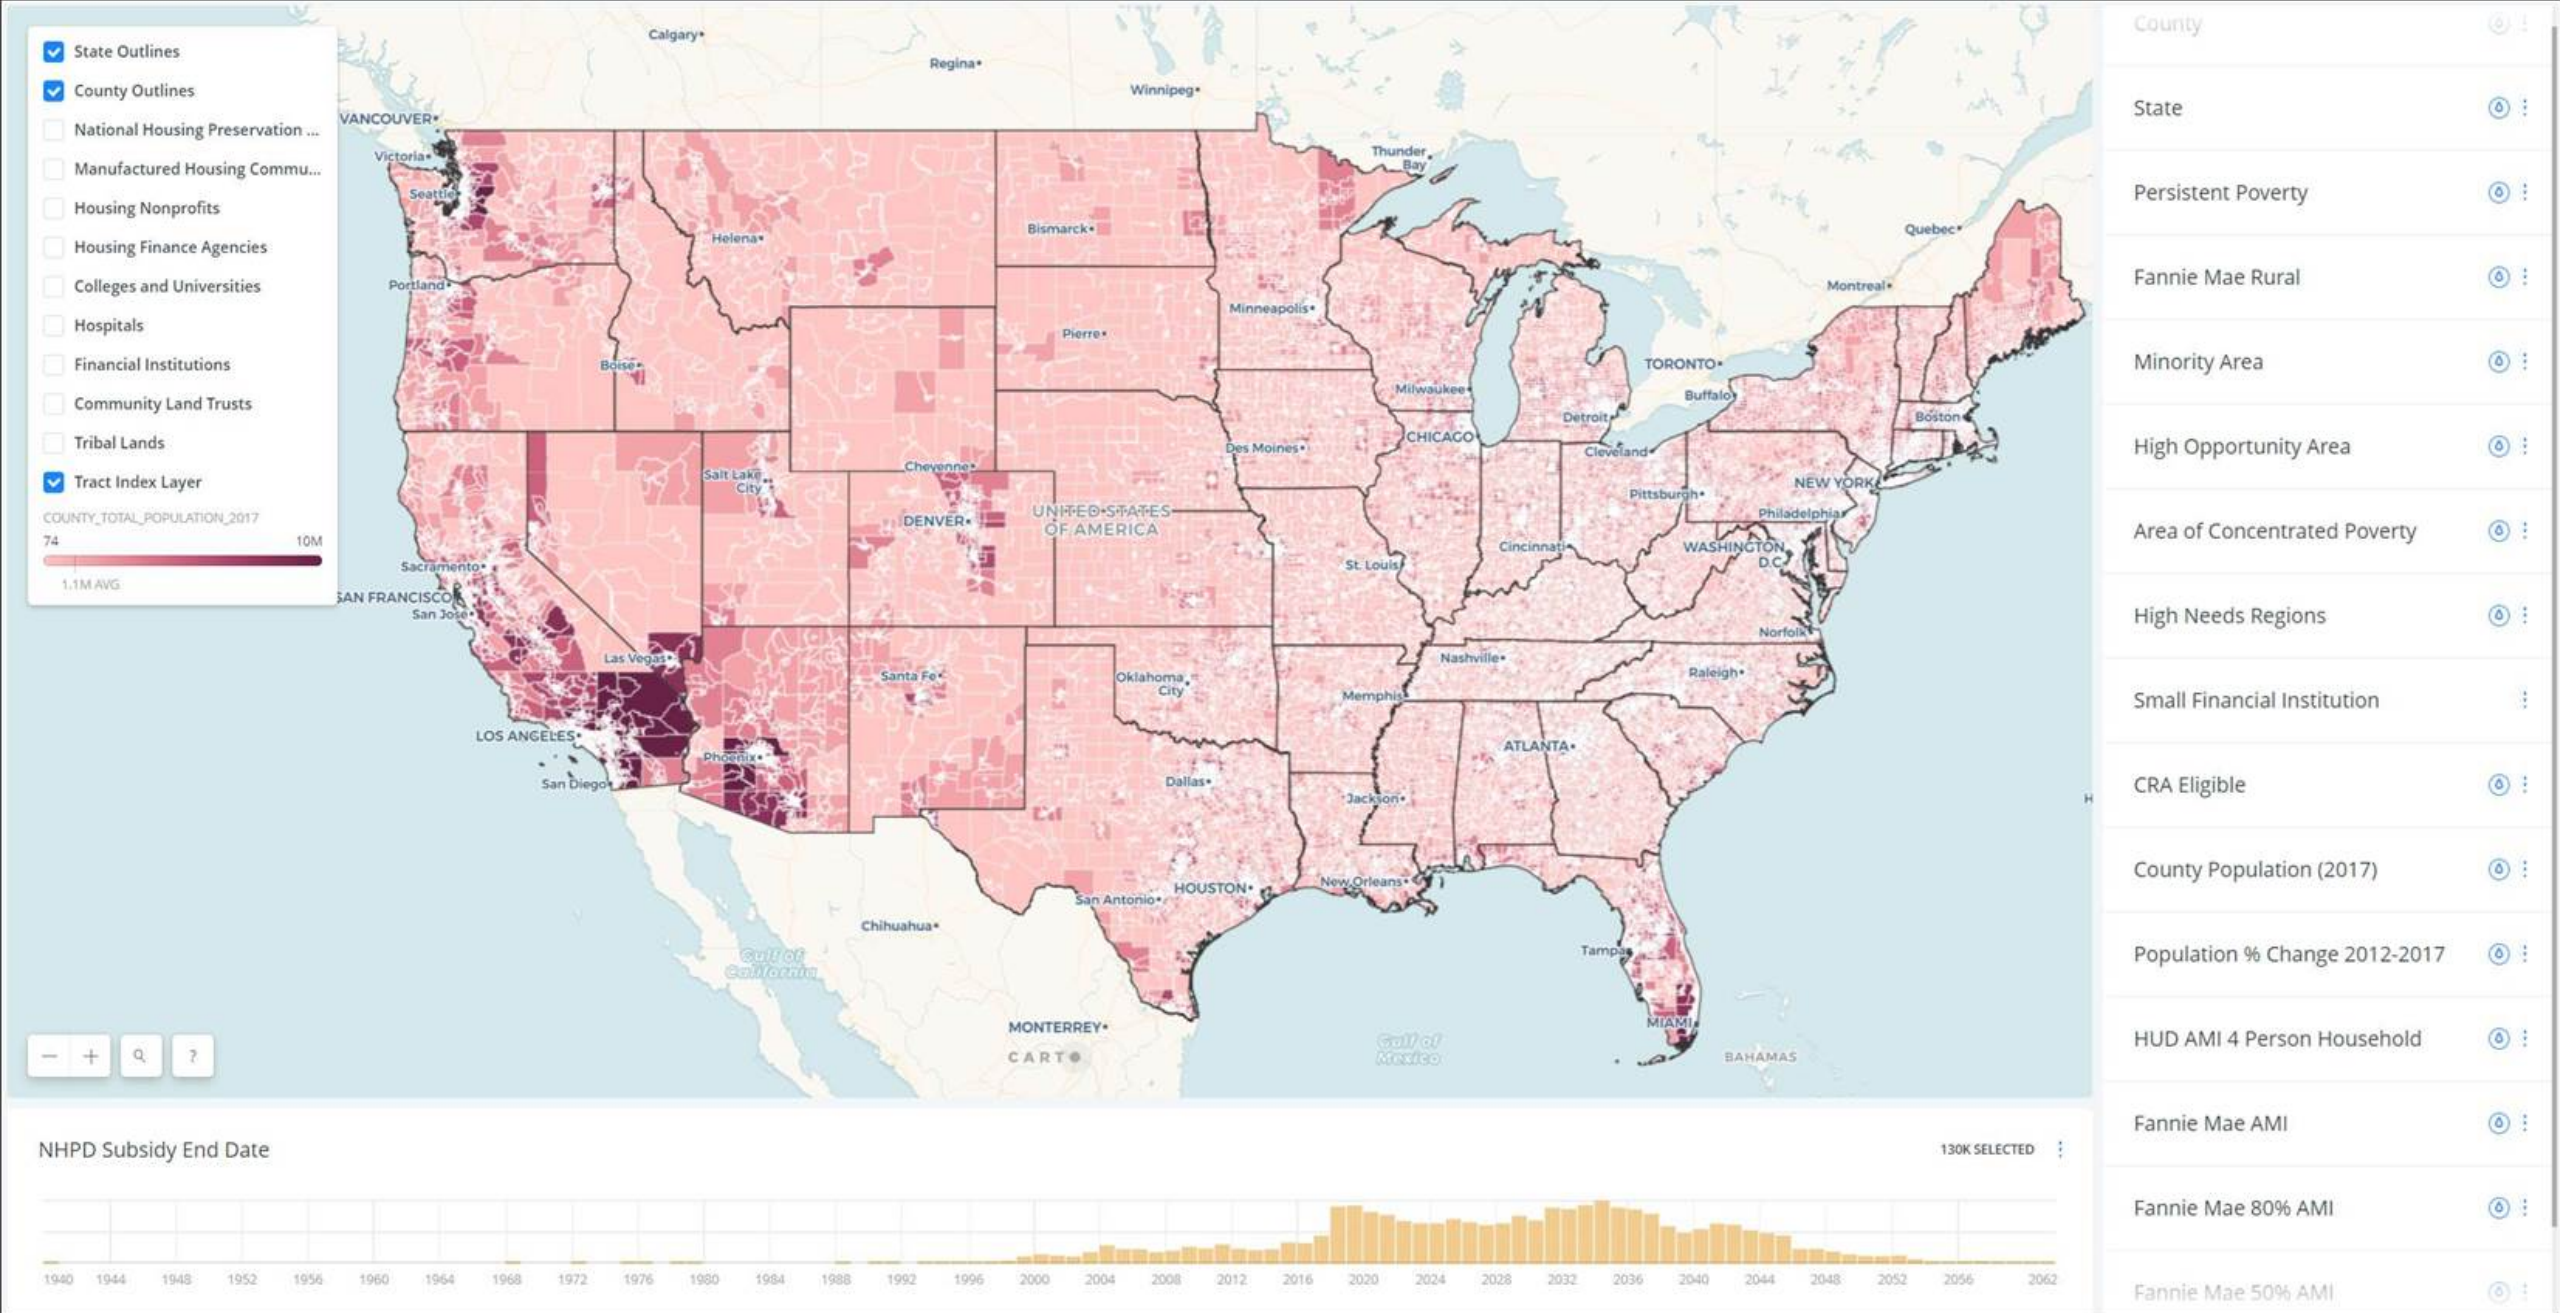 State Outlines
County Outlines
National Housing Preservation ...
Manufactured Housing Commu...
Housing Nonprofits
Housing Finance Agencies
Colleges and Universities
Hospitals
Financial Institutions
Community Land Trusts
Tribal Lands
Tract Index Layer
COUNTY_TOTAL_POPULATION_2017
74 10M
1.1M AVG
Calgary
Regina
Winnipeg
VANCOUVER
Victoria
Seattle
Thunder
Bay
Helena
Bismarck
Quebec
Portland
Montreal
Minneapolis
Pierre
Boise
TORONTO
Milwaukee
Buffalo
Detroit
Boston
CHICAGO
Des Moines
Cleveland
Cheyenne
Salt Lake
City
NEW YORK
Pittsburgh
DENVER
UNITED STATES
OF AMERICA
Philadelphia
Cincinnati
WASHINGTON
D.C.
Sacramento
St. Louis
SAN FRANCISCO
San Jose
Norfolk
Las Vegas
Nashville
Santa Fe
Oklahoma
City
Raleigh
Memphis
LOS ANGELES
ATLANTA
Phoenix
San Diego
Dallas
Jackson
H
HOUSTON
New Orleans
San Antonio
Chihuahua
Tampa
Gulf of
California
MONTERREY
MIAMI
CARTO
Gulf of
Mexico
BAHAMAS
− + ?
NHPD Subsidy End Date
130K SELECTED
1940 1944 1948 1952 1956 1960 1964 1968 1972 1976 1980 1984 1988 1992 1996 2000 2004 2008 2012 2016 2020 2024 2028 2032 2036 2040 2044 2048 2052 2056 2062
County
State
Persistent Poverty
Fannie Mae Rural
Minority Area
High Opportunity Area
Area of Concentrated Poverty
High Needs Regions
Small Financial Institution
CRA Eligible
County Population (2017)
Population % Change 2012-2017
HUD AMI 4 Person Household
Fannie Mae AMI
Fannie Mae 80% AMI
Fannie Mae 50% AMI